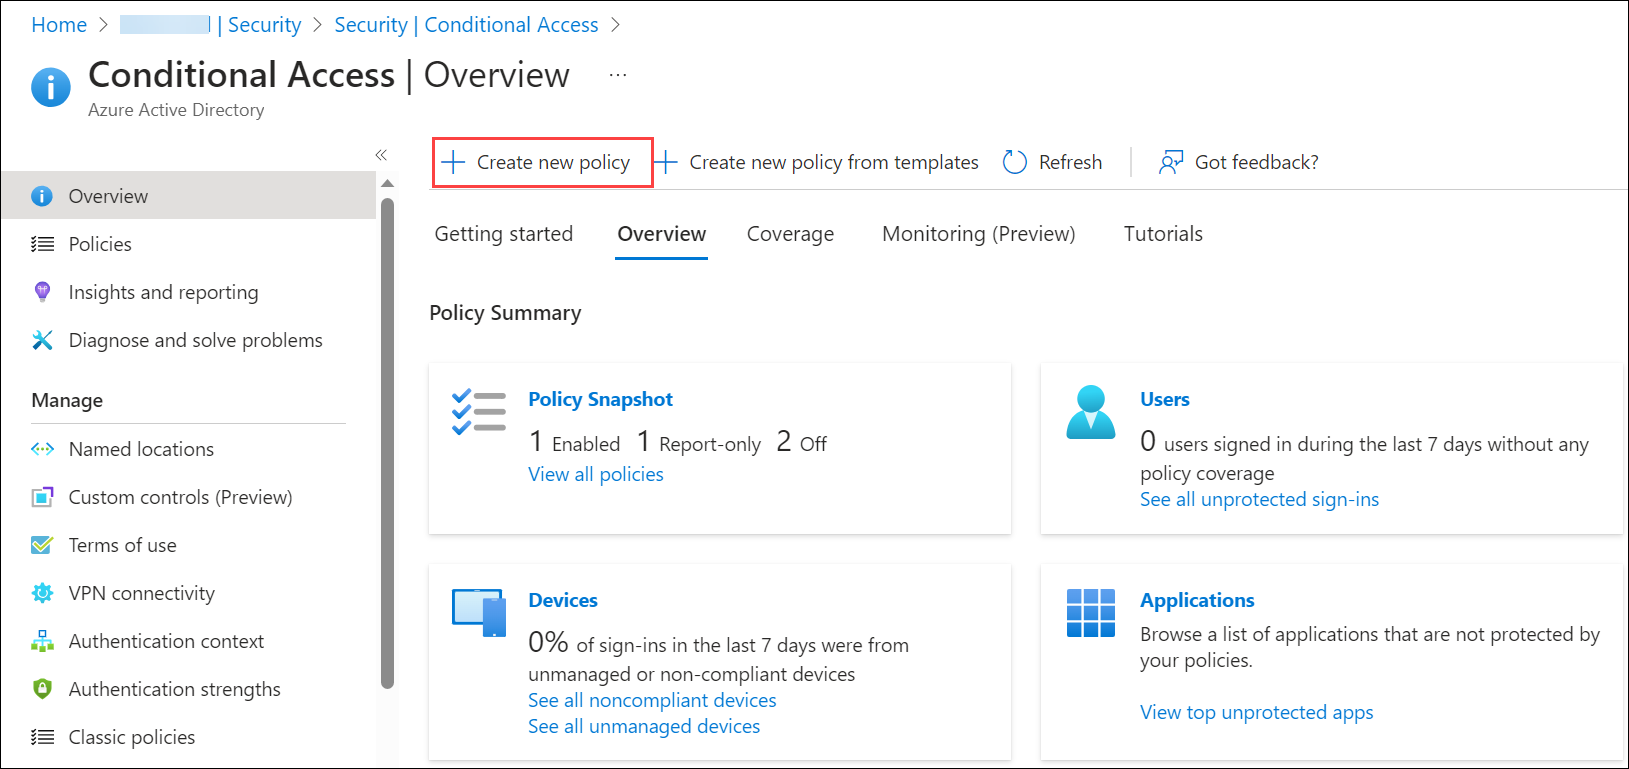 Home > | Security > Security | Conditional Access >
Conditional Access | Overview ...
Azure Active Directory
«
Create new policy
Create new policy from templates
Refresh
Got feedback?
Overview
Policies
Insights and reporting
Diagnose and solve problems
Manage
Named locations
Custom controls (Preview)
Terms of use
VPN connectivity
Authentication context
Authentication strengths
Classic policies
Getting started
Overview
Coverage
Monitoring (Preview)
Tutorials
Policy Summary
Policy Snapshot
1 Enabled 1 Report-only 2 Off
View all policies
Users
0 users signed in during the last 7 days without any
policy coverage
See all unprotected sign-ins
Devices
0% of sign-ins in the last 7 days were from
unmanaged or non-compliant devices
See all noncompliant devices
See all unmanaged devices
Applications
Browse a list of applications that are not protected by
your policies.
View top unprotected apps